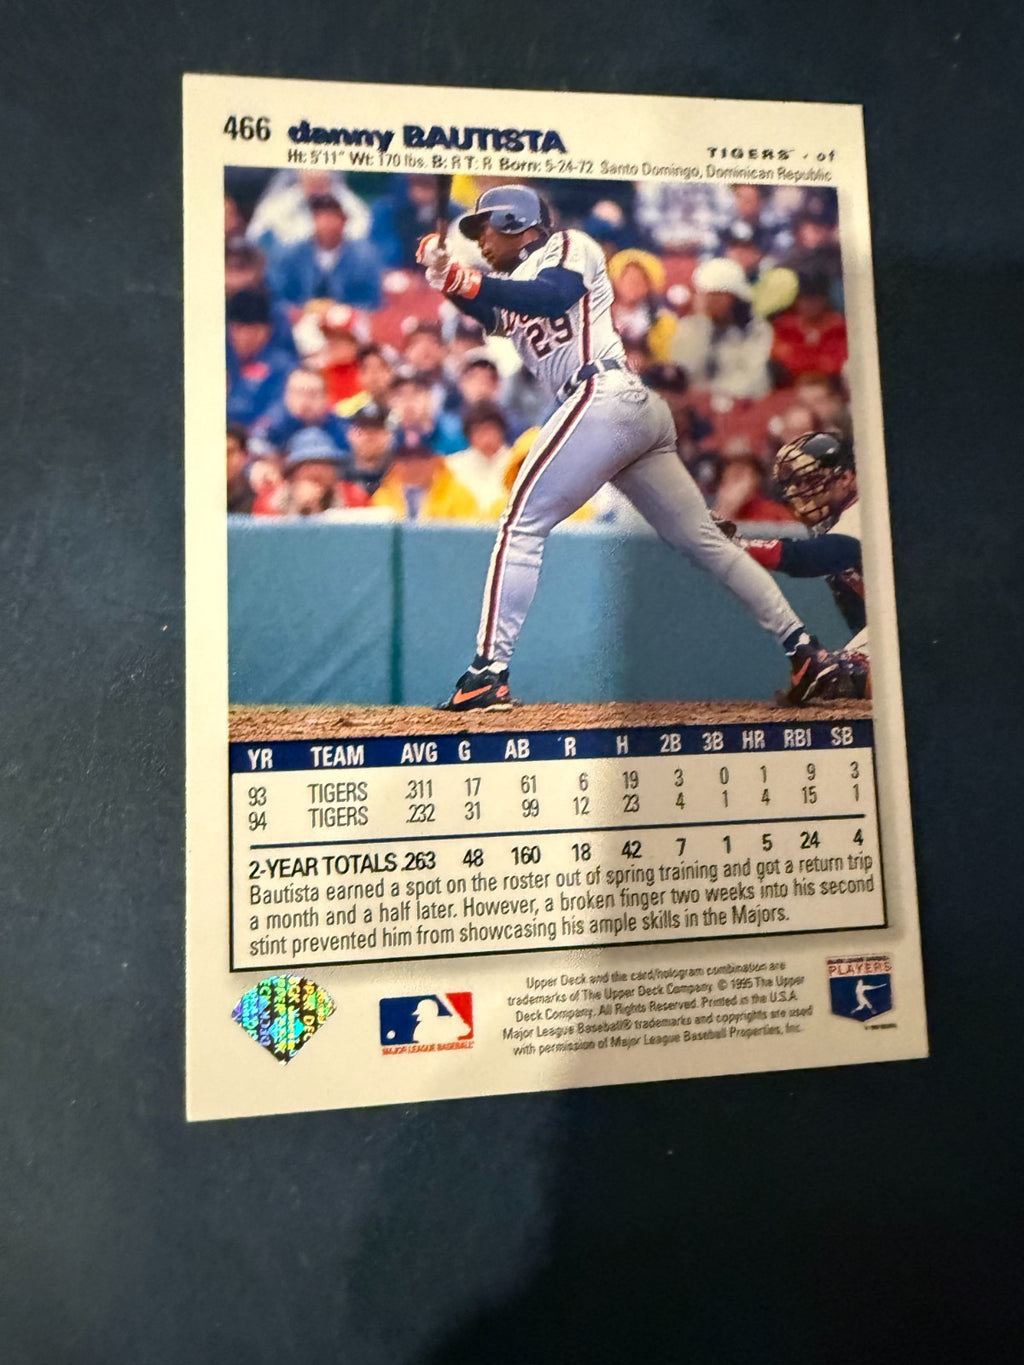 466 danny BAUTISTA
TIGERS - of
Ht: 5'11" Wt: 170 lbs. B: R T: R Born: 5-24-72 Santo Domingo, Dominican Republic
29
YR TEAM AVG G AB R H 2B 3B HR RBI SB
93 TIGERS .311 17 61 6 19 3 0 1 9 3
94 TIGERS .232 31 99 12 23 4 1 4 15 1
2-YEAR TOTALS .263 48 160 18 42 7 1 5 24 4
Bautista earned a spot on the roster out of spring training and got a return trip
a month and a half later. However, a broken finger two weeks into his second
stint prevented him from showcasing his ample skills in the Majors.
Upper Deck and the card/hologram combination are
trademarks of The Upper Deck Company. © 1995 The Upper
Deck Company. All Rights Reserved. Printed in the U.S.A.
Major League Baseball® trademarks and copyrights are used
with permission of Major League Baseball Properties, Inc.
MAJOR LEAGUE BASEBALL
PLAYERS